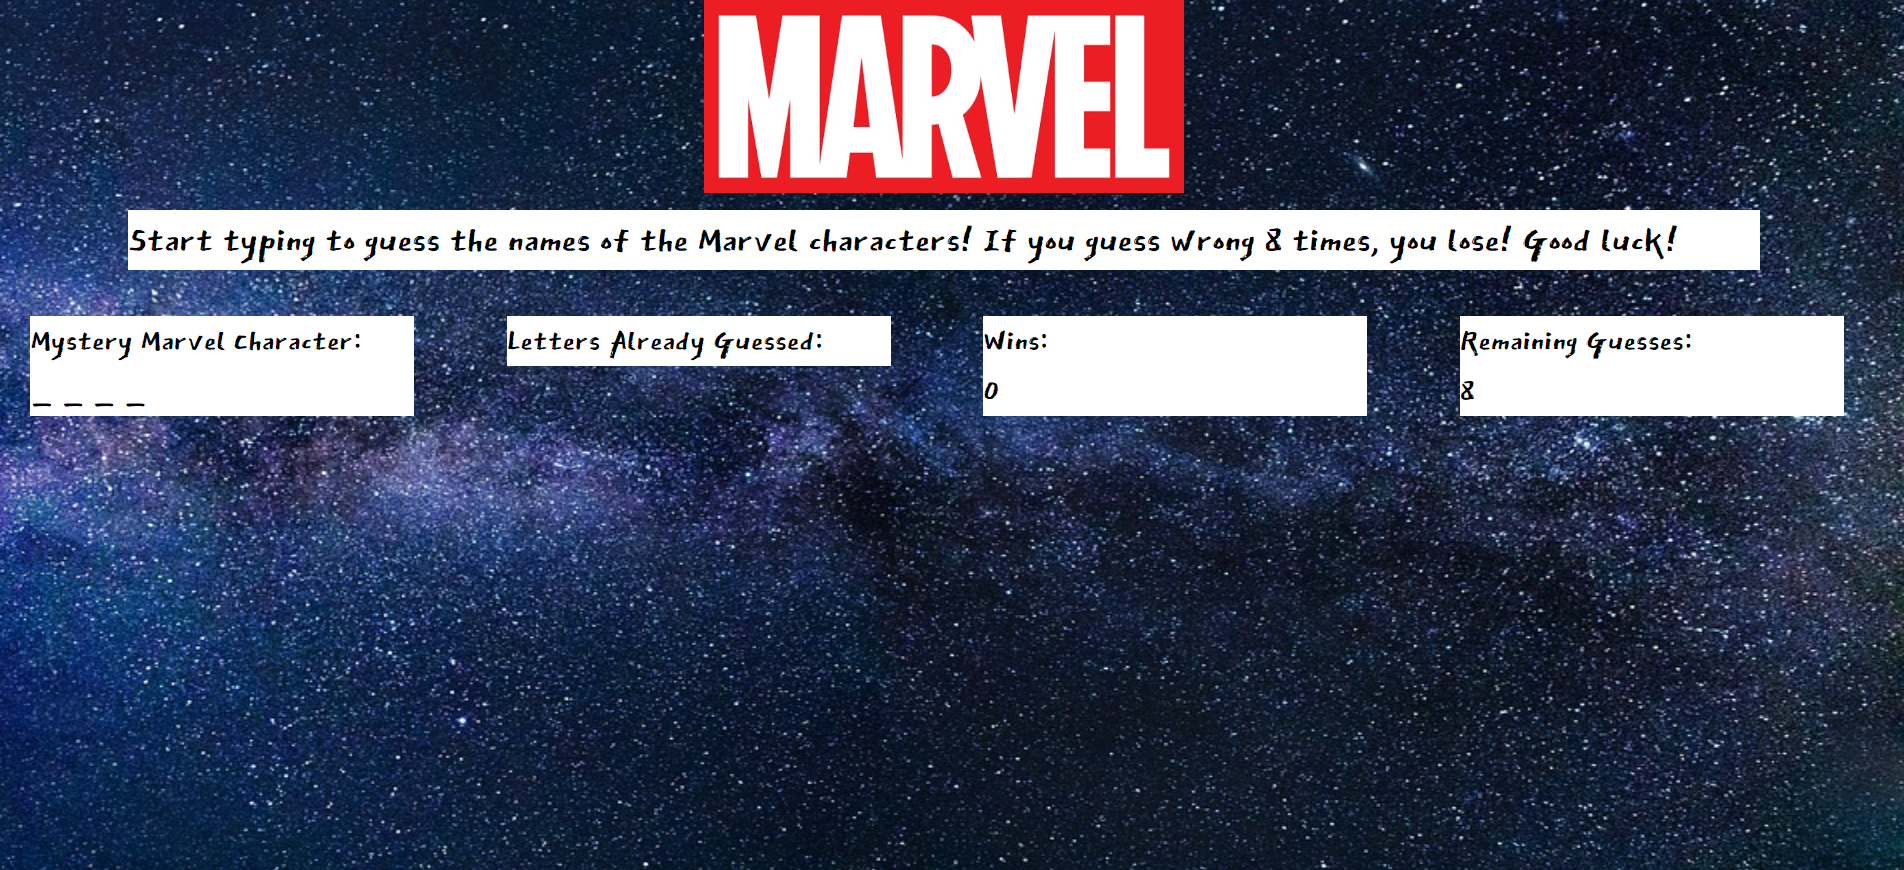 MARVEL
Start typing to guess the names of the Marvel characters! If you guess wrong 8 times, you lose! Good luck!
Mystery Marvel Character:
_ _ _ _
Letters Already Guessed:
Wins:
0
Remaining Guesses:
8